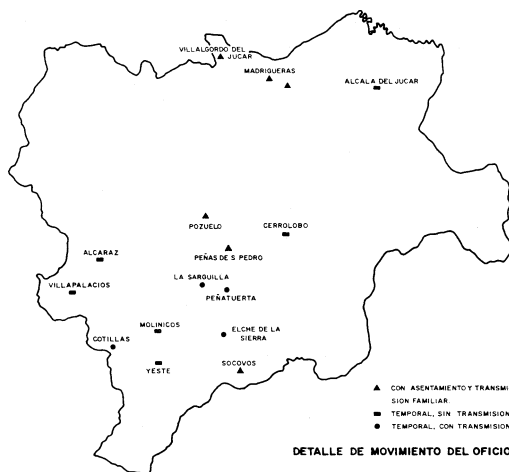 VILLALGORDO DEL
JUCAR
MADRIGUERAS
ALCALA DEL JUCAR
POZUELO
CERROLOBO
PEÑAS DE S PEDRO
ALCARAZ
LA SARGUILLA
VILLAPALACIOS
PEÑATUERTA
MOLINICOS
ELCHE DE LA
SIERRA
COTILLAS
YESTE
SOCOVOS
CON ASENTAMIENTO Y TRANSMI
SION FAMILIAR.
TEMPORAL, SIN TRANSMISION
TEMPORAL, CON TRANSMISION
DETALLE DE MOVIMIENTO DEL OFICIO